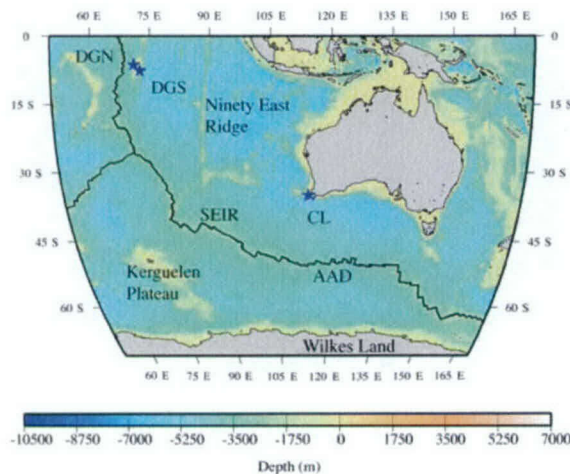 60 E 75 E 90 E 105 E 120 E 135 E 150 E 165 E
0
0
DGN
DGS
Ninety East
Ridge
15 S
15 S
30 S
30 S
SEIR
CL
45 S
45 S
Kerguelen
Plateau
AAD
60 S
60 S
Wilkes Land
60 E 75 E 90 E 105 E 120 E 135 E 150 E 165 E
-10500 -8750 -7000 -5250 -3500 -1750 0 1750 3500 5250 7000
Depth (m)